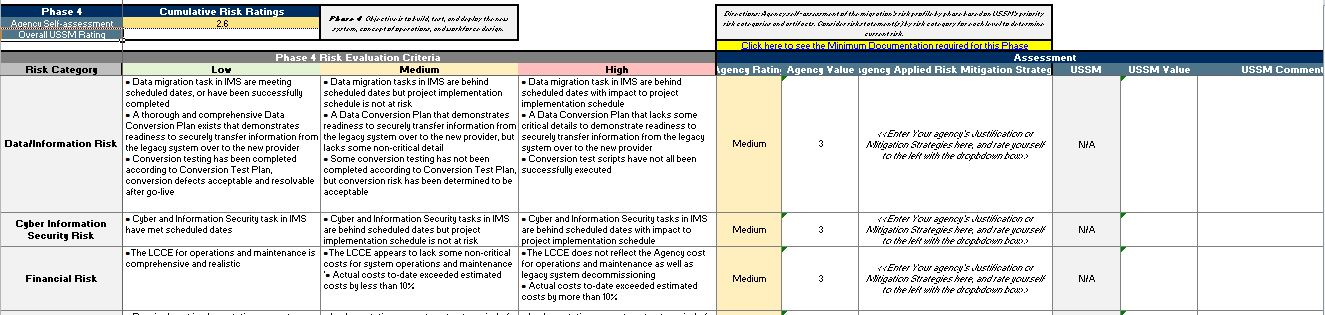 Phase 4
Cumulative Risk Ratings
Agency Self-assessment
2.6
Overall USSM Rating
Phase 4 Objective is to build, test, and deploy the new
system, concept of operations, and workforce design.
Directions: Agency self-assessment of the migration's risk profile by phase based on USSM's priority
risk categories and artifacts. Consider risk statement(s) by risk category for each level to determine
current risk.
Click here to see the Minimum Documentation required for this Phase
Phase 4 Risk Evaluation Criteria
Assessment
Risk Category
Low
Medium
High
Agency Rating
Agency Value
Agency Applied Risk Mitigation Strateg
USSM
USSM Value
USSM Comment
Data/Information Risk
• Data migration task in IMS are meeting
scheduled dates, or have been successfully
completed
• A thorough and comprehensive Data
Conversion Plan exists that demonstrates
readiness to securely transfer information from
the legacy system over to the new provider
• Conversion testing has been completed
according to Conversion Test Plan,
conversion defects acceptable and resolvable
after go-live
• Data migration task in IMS are behind
scheduled dates but project implementation
schedule is not at risk
• A Data Conversion Plan that demonstrates
readiness to securely transfer information from
the legacy system over to the new provider, but
lacks some non-critical detail
• Some conversion testing has not been
completed according to Conversion Test Plan,
but conversion risk has been determined to be
acceptable
• Data migration task in IMS are behind
scheduled dates with impact to project
implementation schedule
• A Data Conversion Plan that lacks some
critical details to demonstrate readiness to
securely transfer information from the legacy
system over to the new provider
• Conversion test scripts have not all been
successfully executed
Medium
3
<<Enter Your agency's Justification or
Mitigation Strategies here, and rate yourself
to the left with the dropdown box>>
N/A
Cyber Information
Security Risk
• Cyber and Information Security task in IMS
have met scheduled dates
• Cyber and Information Security tasks in IMS
are behind scheduled dates but project
implementation schedule is not at risk
• Cyber and Information Security tasks in IMS
are behind scheduled dates with impact to
project implementation schedule
Medium
3
<<Enter Your agency's Justification or
Mitigation Strategies here, and rate yourself
to the left with the dropdown box>>
N/A
Financial Risk
•The LCCE for operations and maintenance is
comprehensive and realistic
•The LCCE appears to lack some non-critical
costs for system operations and maintenance
'• Actual costs to-date exceeded estimated
costs by less than 10%
•The LCCE does not reflect the Agency cost
for operations and maintenance as well as
legacy system decommissioning
• Actual costs to-date exceeded estimated
costs by more than 10%
Medium
3
<<Enter Your agency's Justification or
Mitigation Strategies here, and rate yourself
to the left with the dropdown box>>
N/A